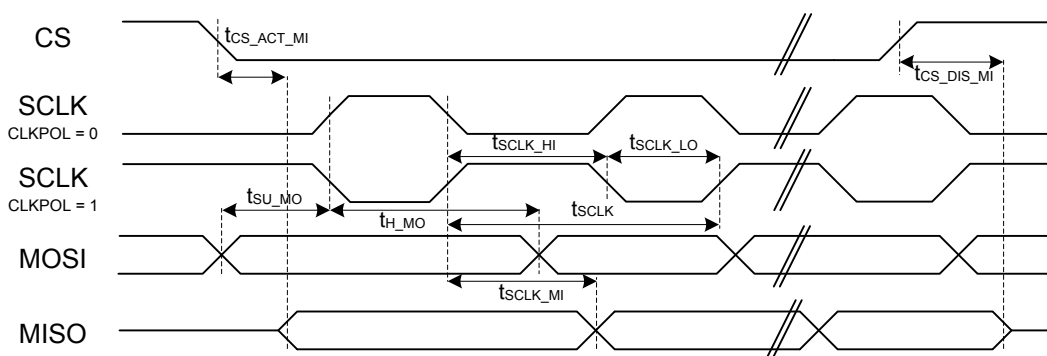 CS
tCS_ACT_MI
tCS_DIS_MI
SCLK
CLKPOL = 0
tSCLK_HI
tSCLK_LO
SCLK
CLKPOL = 1
tSU_MO
tH_MO
tSCLK
MOSI
tSCLK_MI
MISO